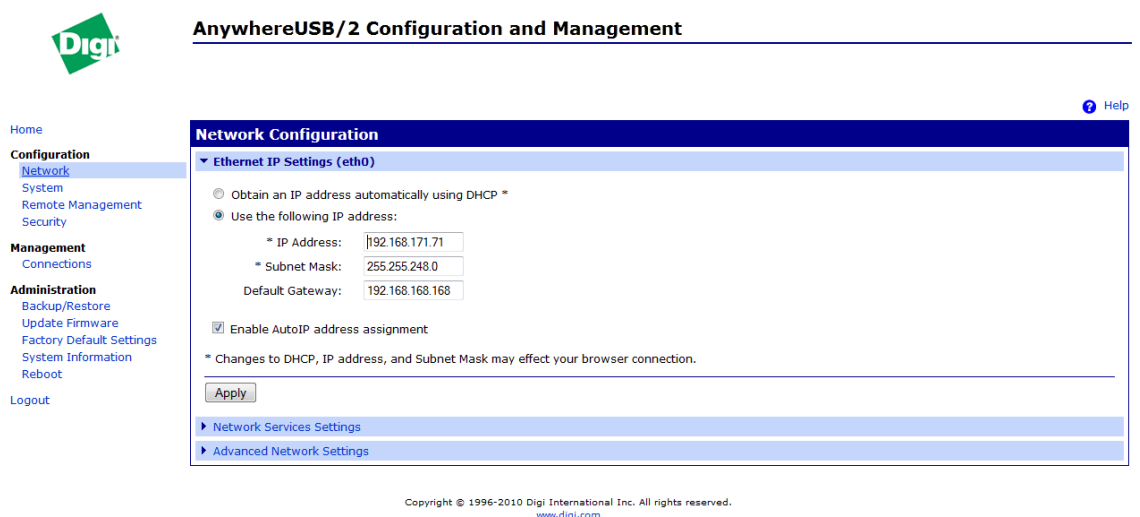 Digi
AnywhereUSB/2 Configuration and Management
Help
Home
Configuration
Network
System
Remote Management
Security
Management
Connections
Administration
Backup/Restore
Update Firmware
Factory Default Settings
System Information
Reboot
Logout
Network Configuration
Ethernet IP Settings (eth0)
Obtain an IP address automatically using DHCP *
Use the following IP address:
* IP Address: 192.168.171.71
* Subnet Mask: 255.255.248.0
Default Gateway: 192.168.168.168
Enable AutoIP address assignment
* Changes to DHCP, IP address, and Subnet Mask may effect your browser connection.
Apply
Network Services Settings
Advanced Network Settings
Copyright © 1996-2010 Digi International Inc. All rights reserved.
www.digi.com